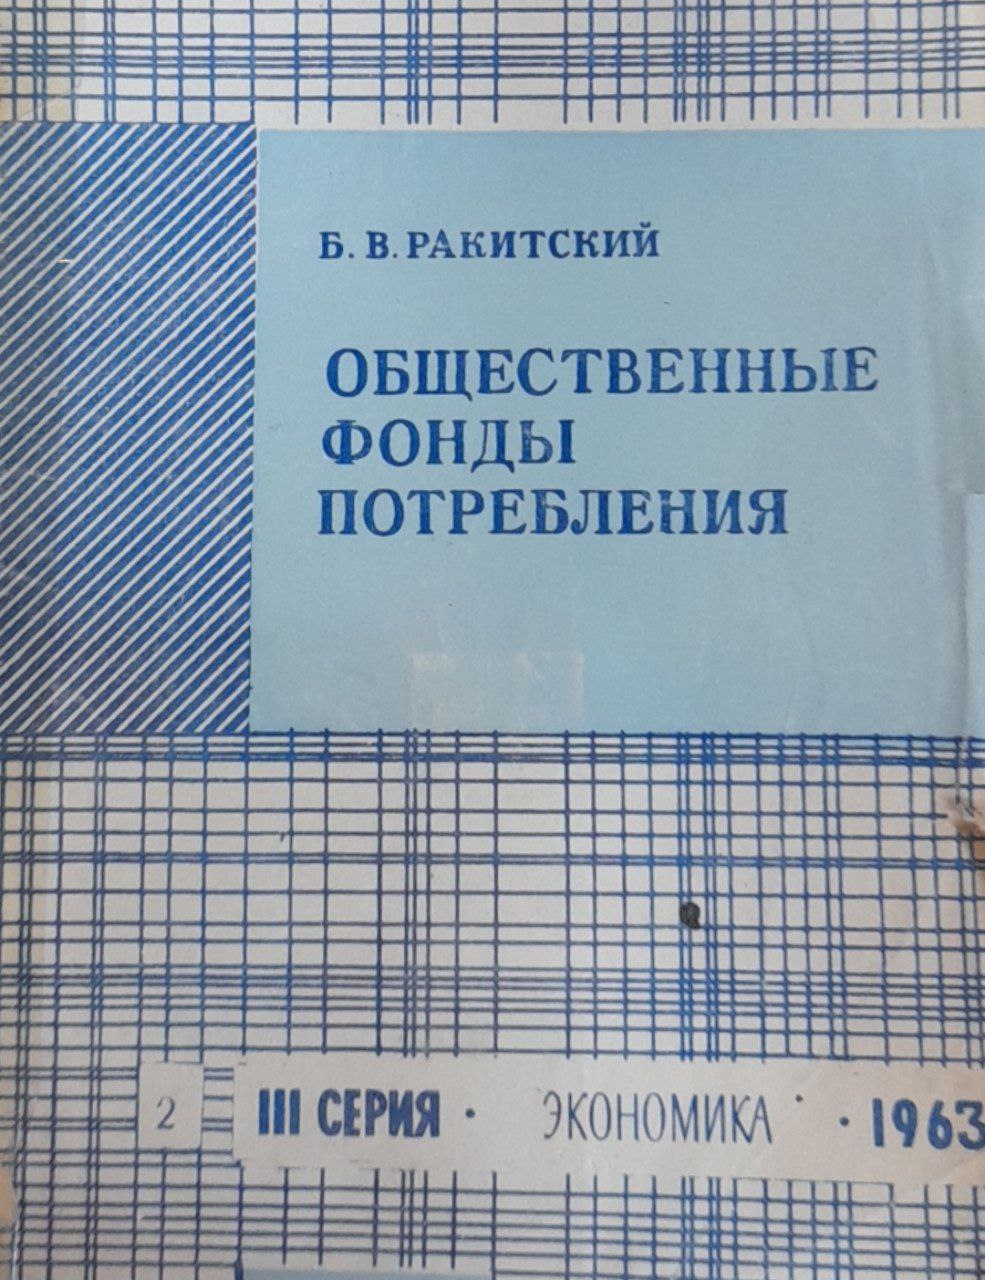 Б. В. РАКИТСКИЙ
ОБЩЕСТВЕННЫЕ
ФОНДЫ
ПОТРЕБЛЕНИЯ
2 III СЕРИЯ · ЭКОНОМИКА · 1963